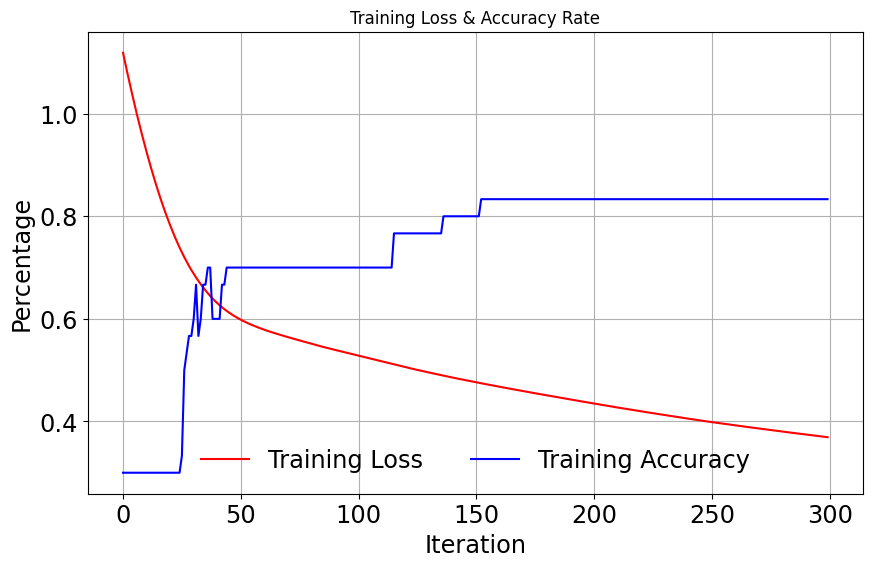 Training Loss & Accuracy Rate
1.0
0.8
0.6
0.4
Percentage
Training Loss
Training Accuracy
0 50 100 150 200 250 300
Iteration